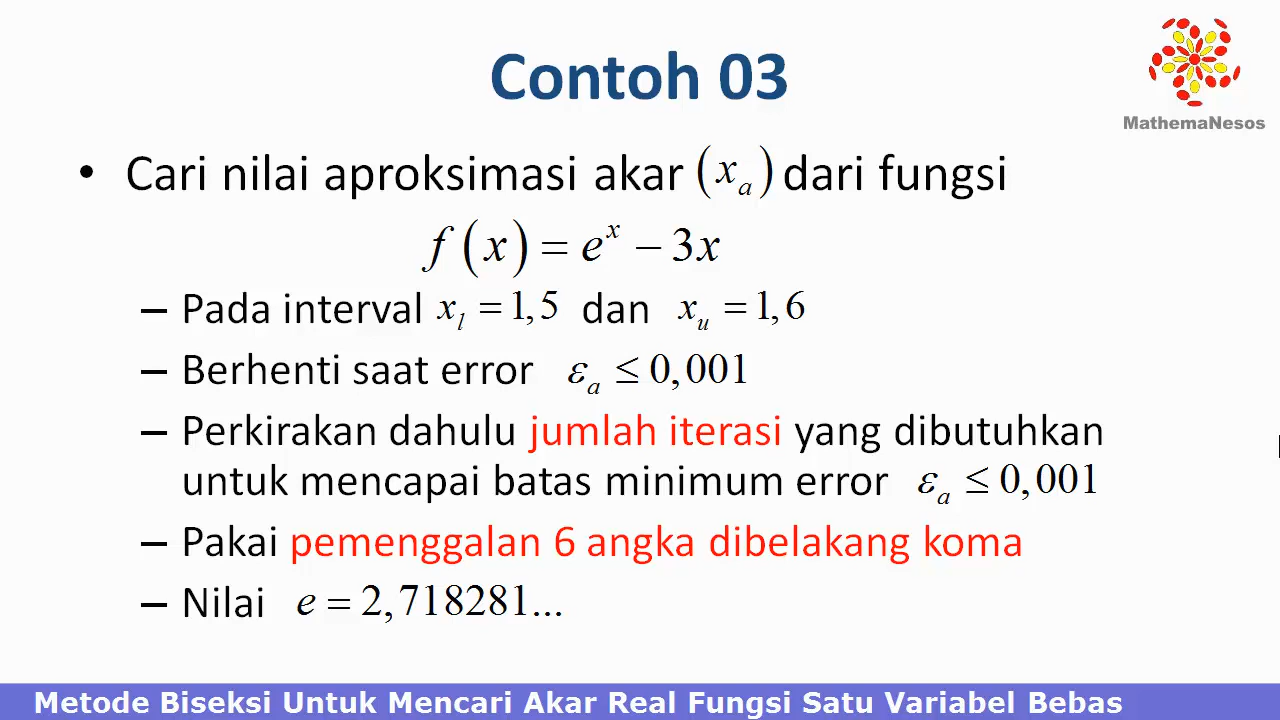 Contoh 03
MathemaNesos
• Cari nilai aproksimasi akar (xₐ) dari fungsi
f(x) = eˣ − 3x
– Pada interval xₗ = 1,5 dan xᵤ = 1,6
– Berhenti saat error εₐ ≤ 0,001
– Perkirakan dahulu jumlah iterasi yang dibutuhkan
untuk mencapai batas minimum error εₐ ≤ 0,001
– Pakai pemenggalan 6 angka dibelakang koma
– Nilai e = 2,718281...
Metode Biseksi Untuk Mencari Akar Real Fungsi Satu Variabel Bebas